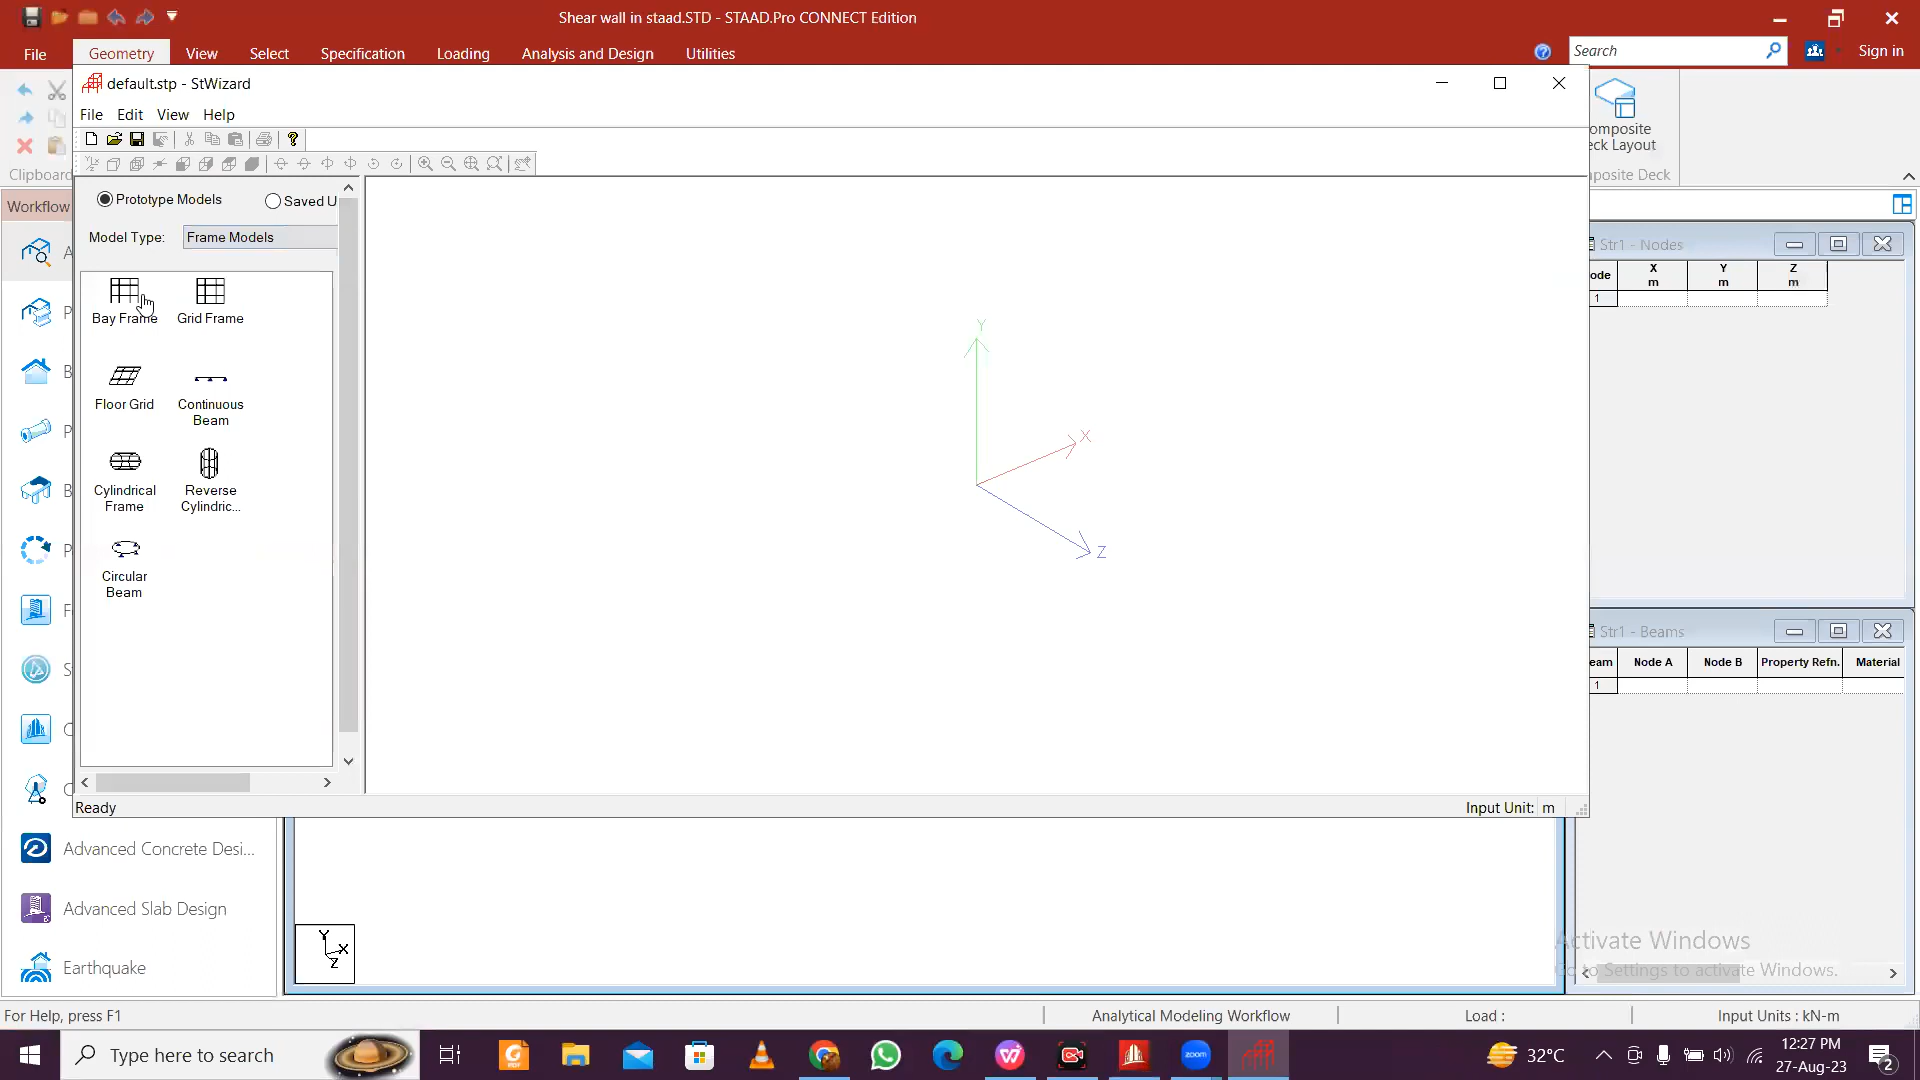 Shear wall in staad.STD - STAAD.Pro CONNECT Edition
File
Geometry
View
Select
Specification
Loading
Analysis and Design
Utilities
Search
Sign in
default.stp - StWizard
File Edit View Help
Clipboard
omposite
eck Layout
posite Deck
Prototype Models
Saved U
Model Type:
Frame Models
Workflow
Bay Frame
Grid Frame
Floor Grid
Continuous
Beam
Cylindrical
Frame
Reverse
Cylindric...
Circular
Beam
Y
X
Z
Ready
Input Unit: m
Advanced Concrete Desi...
Advanced Slab Design
Earthquake
Y
X
Z
Str1 - Nodes
ode
X
m
Y
m
Z
m
1
Str1 - Beams
eam
Node A
Node B
Property Refn.
Material
1
Activate Windows
Go to Settings to activate Windows.
For Help, press F1
Analytical Modeling Workflow
Load :
Input Units : kN-m
Type here to search
zoom
32°C
12:27 PM
27-Aug-23
2